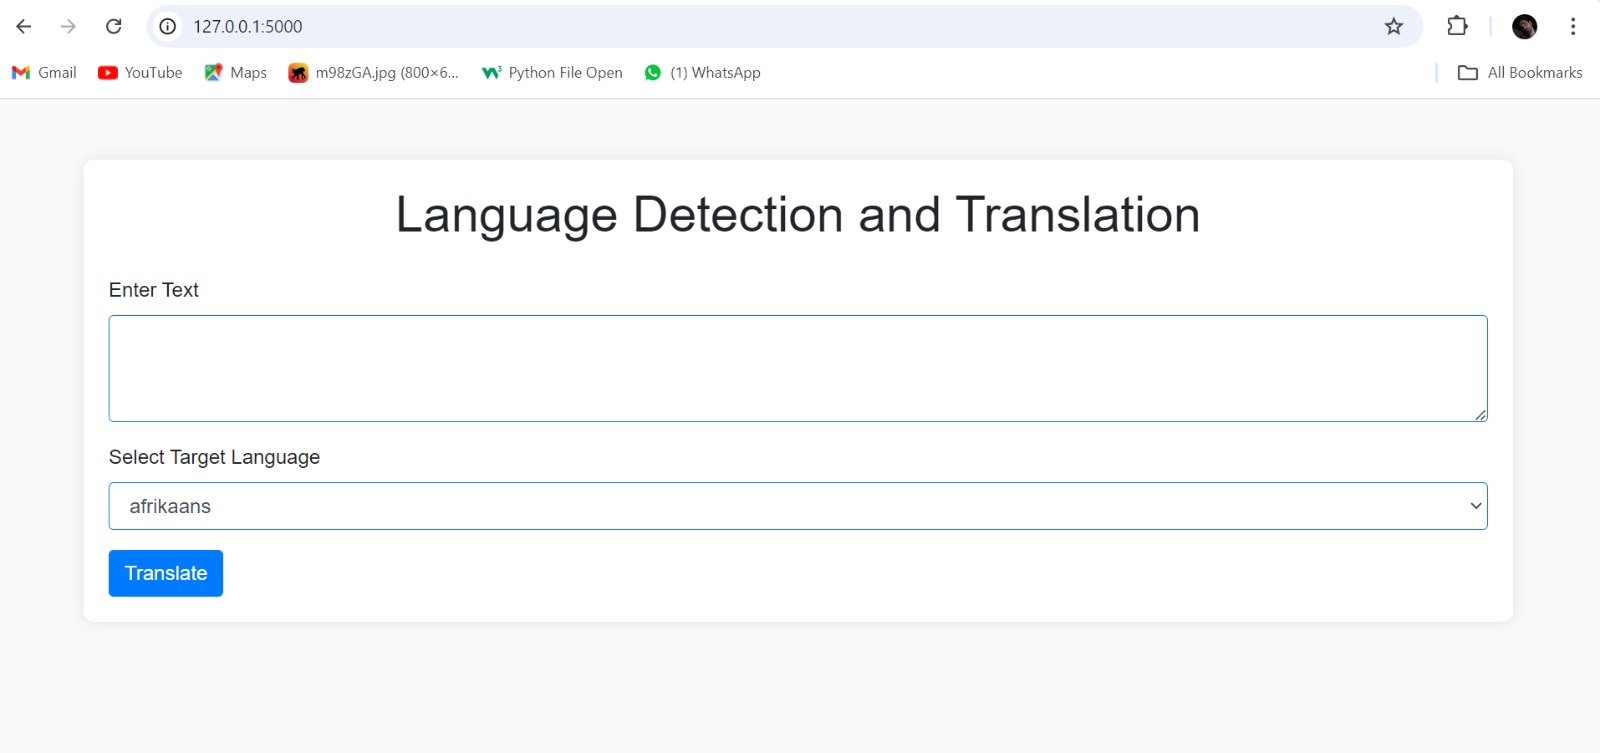 127.0.0.1:5000
Gmail YouTube Maps m98zGA.jpg (800×6... Python File Open (1) WhatsApp All Bookmarks
Language Detection and Translation
Enter Text
Select Target Language
afrikaans
Translate